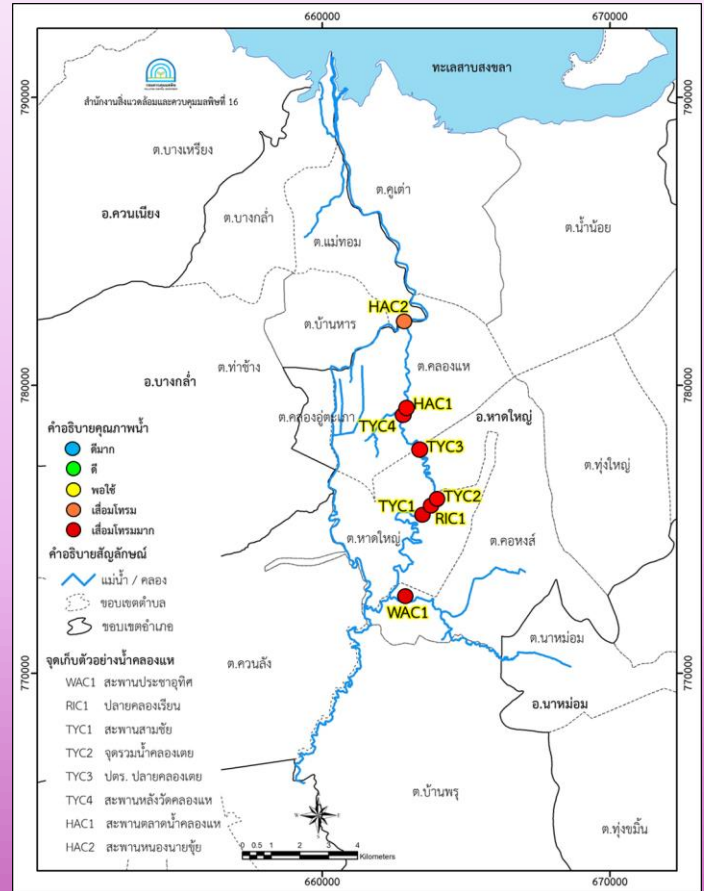 660000
670000
ทะเลสาบสงขลา
790000
790000
สำนักงานสิ่งแวดล้อมและควบคุมมลพิษที่ 16
ต.บางเหรียง
ต.คูเต่า
อ.ควนเนียง
ต.บางกล่ำ
ต.แม่ทอม
ต.น้ำน้อย
HAC2
ต.บ้านหาร
ต.ท่าช้าง
ต.คลองแห
780000
อ.บางกล่ำ
780000
HAC1
ต.คลองอู่ตะเภา
อ.หาดใหญ่
TYC4
TYC3
ต.ทุ่งใหญ่
TYC2
TYC1
RIC1
ต.หาดใหญ่
ต.คอหงส์
WAC1
ต.นาหม่อม
ต.ควนลัง
770000
770000
อ.นาหม่อม
ต.บ้านพรุ
ต.ทุ่งขมิ้น
คำอธิบายคุณภาพน้ำ
ดีมาก
ดี
พอใช้
เสื่อมโทรม
เสื่อมโทรมมาก
คำอธิบายสัญลักษณ์
แม่น้ำ / คลอง
ขอบเขตตำบล
ขอบเขตอำเภอ
จุดเก็บตัวอย่างน้ำคลองแห
WAC1 สะพานประชาอุทิศ
RIC1 ปลายคลองเรียน
TYC1 สะพานสามชัย
TYC2 จุดรวมน้ำคลองเตย
TYC3 ปตร. ปลายคลองเตย
TYC4 สะพานหลังวัดคลองแห
HAC1 สะพานตลาดน้ำคลองแห
HAC2 สะพานหนองนายขุ้ย
0 0.5 1 2 3 4
Kilometers
660000
670000